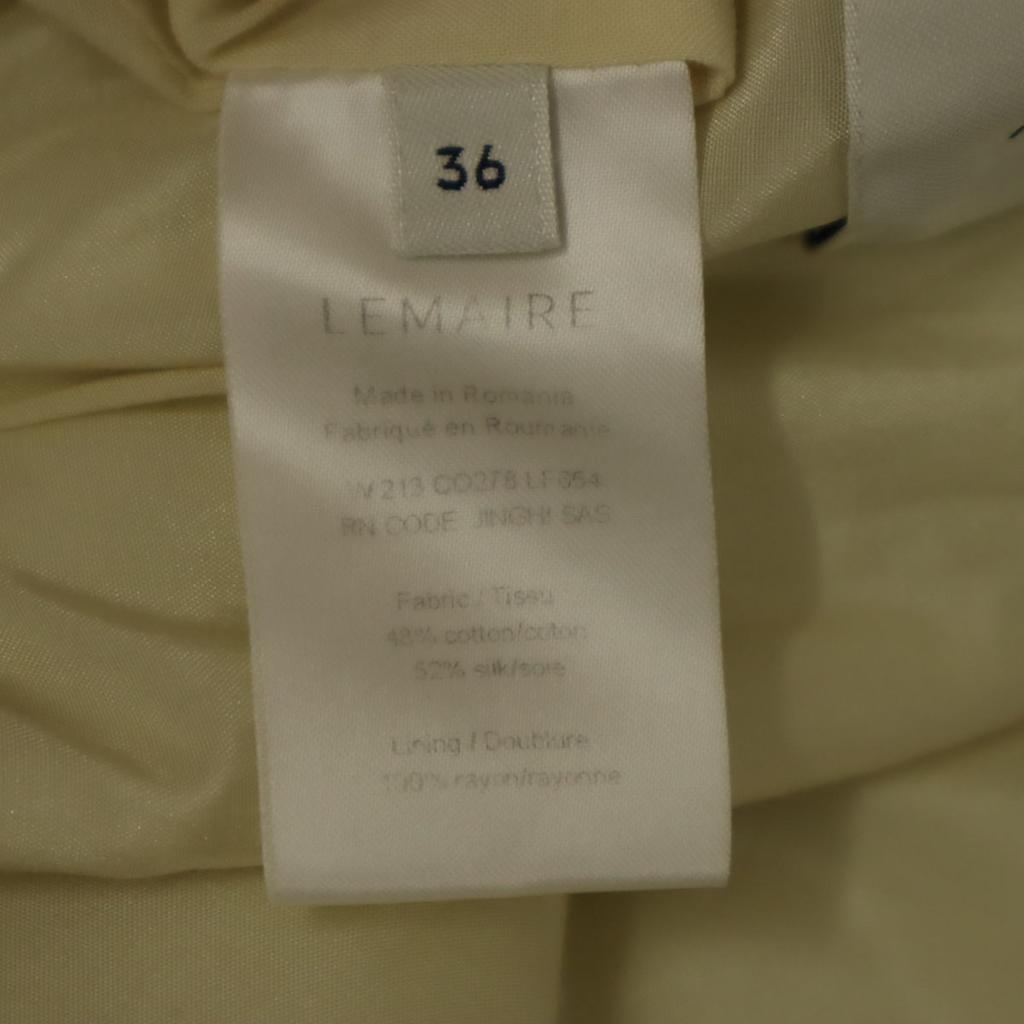 36
LEMAIRE
Made in Romania
Fabriqué en Roumanie
W 213 CO278 LF654
RN CODE JINGHI SAS
Fabric / Tissu
48% cotton/coton
52% silk/soie
Lining / Doublure
100% rayon/rayonne